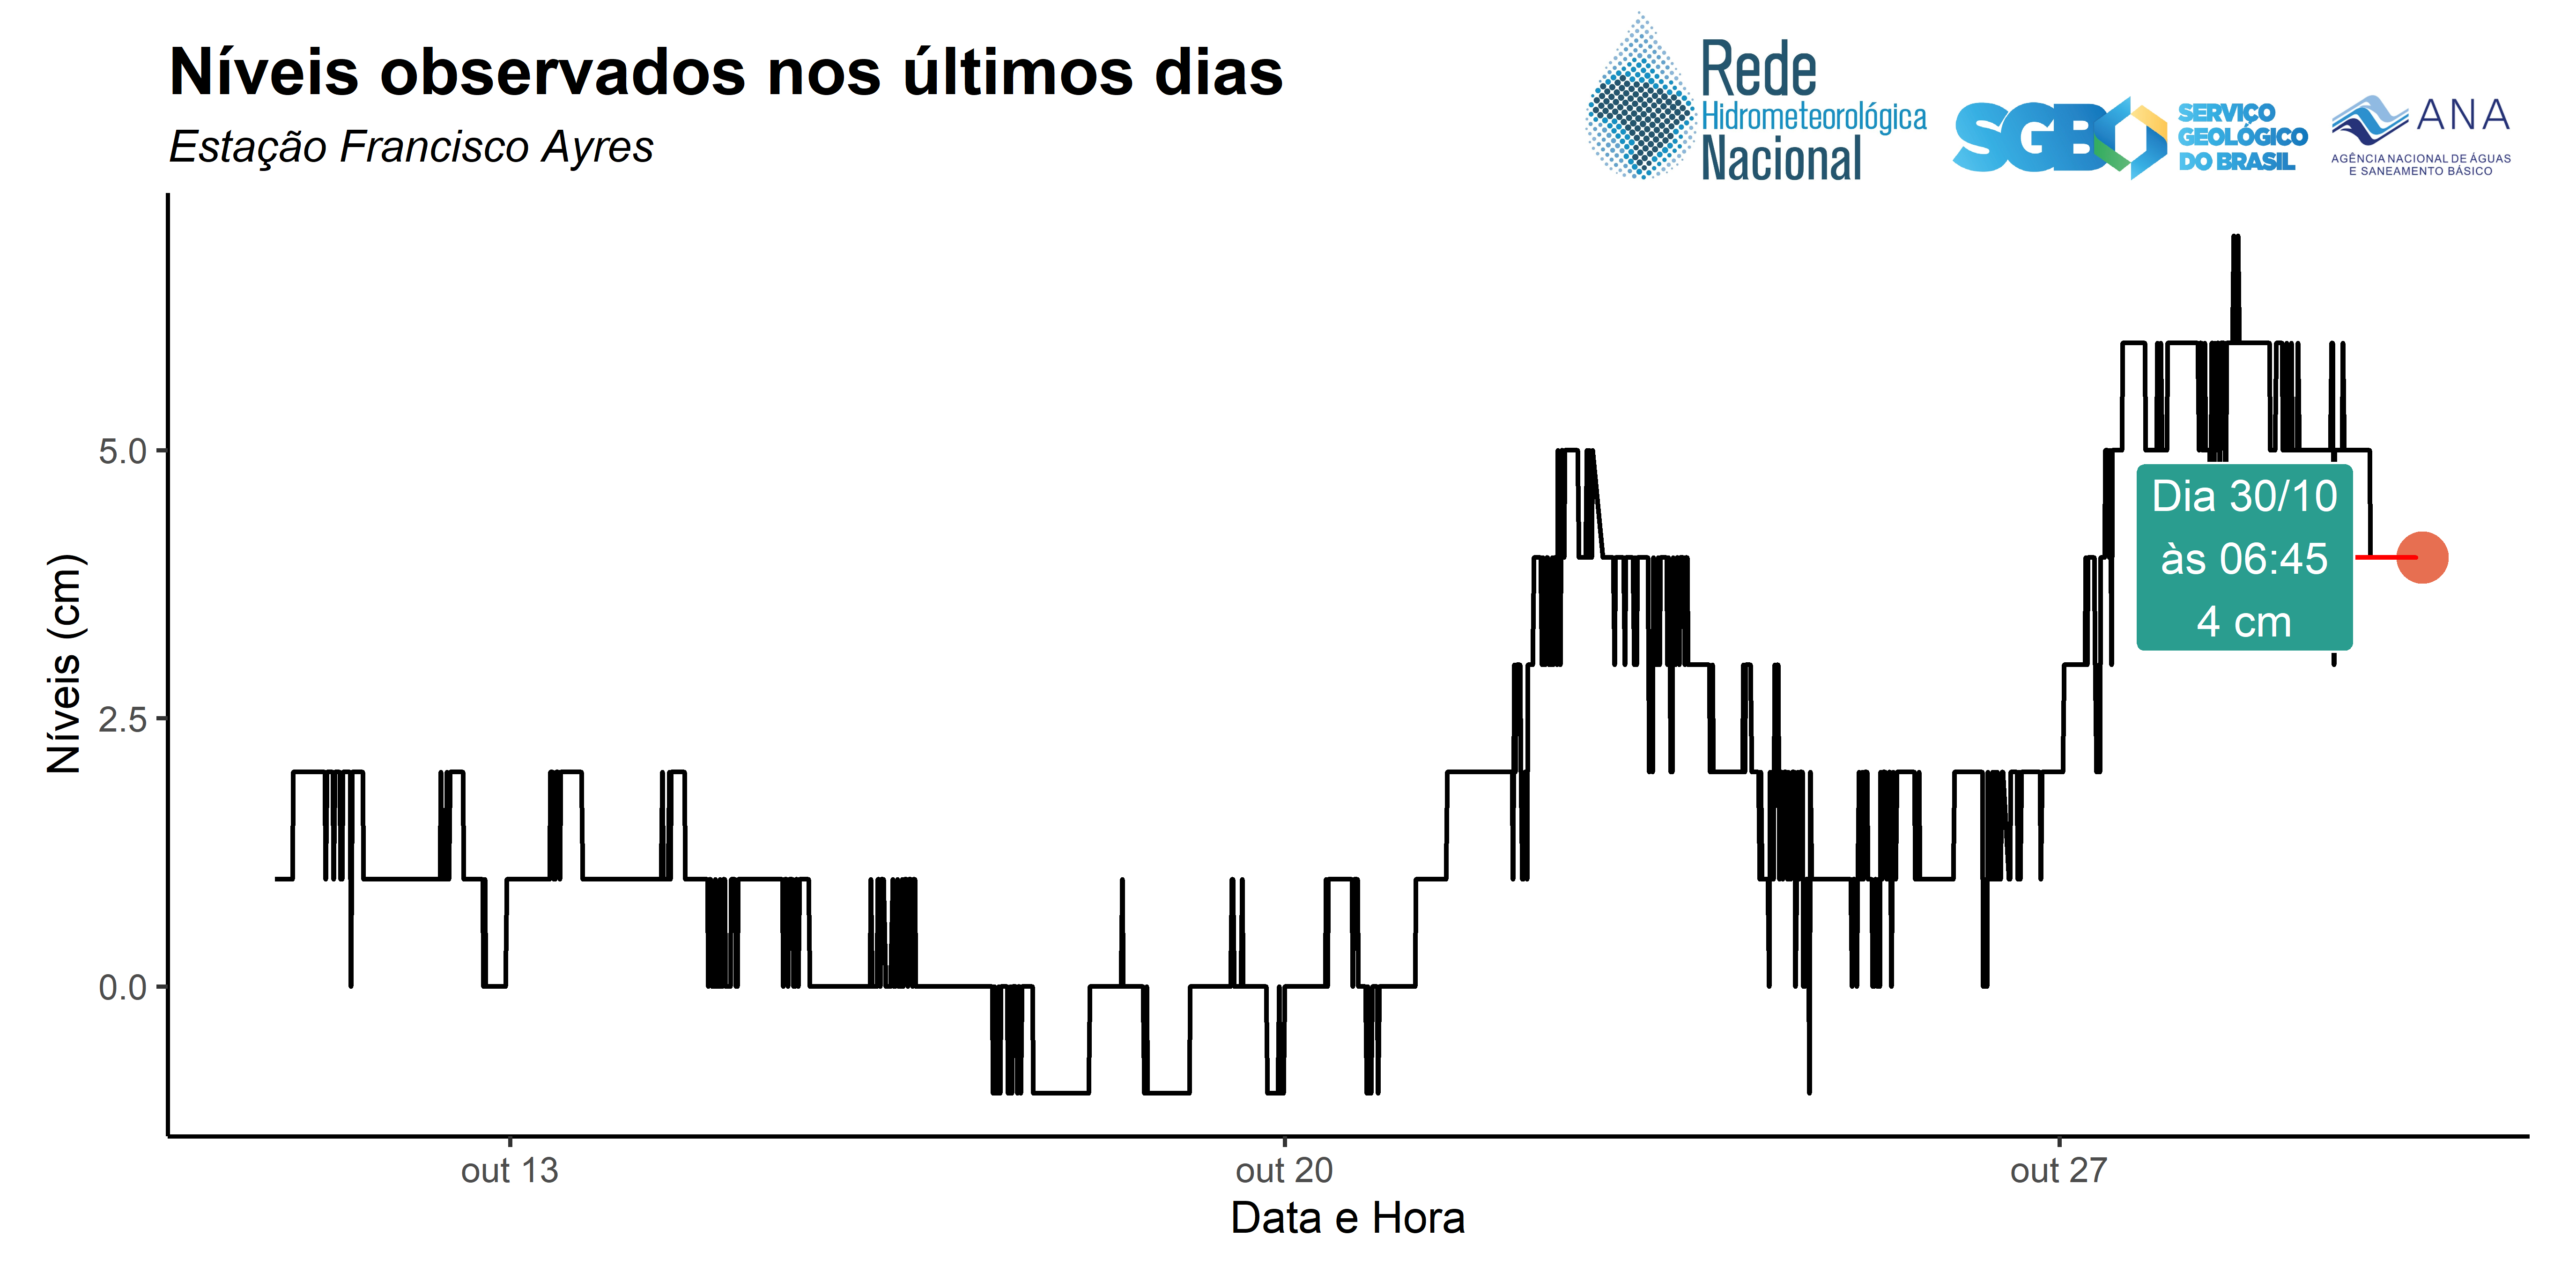 Níveis observados nos últimos dias
Estação Francisco Ayres
Rede
Hidrometeorológica
Nacional
SGB
SERVIÇO
GEOLÓGICO
DO BRASIL
ANA
AGÊNCIA NACIONAL DE ÁGUAS
E SANEAMENTO BÁSICO
Níveis (cm)
5.0
2.5
0.0
Dia 30/10
às 06:45
4 cm
out 13
out 20
out 27
Data e Hora